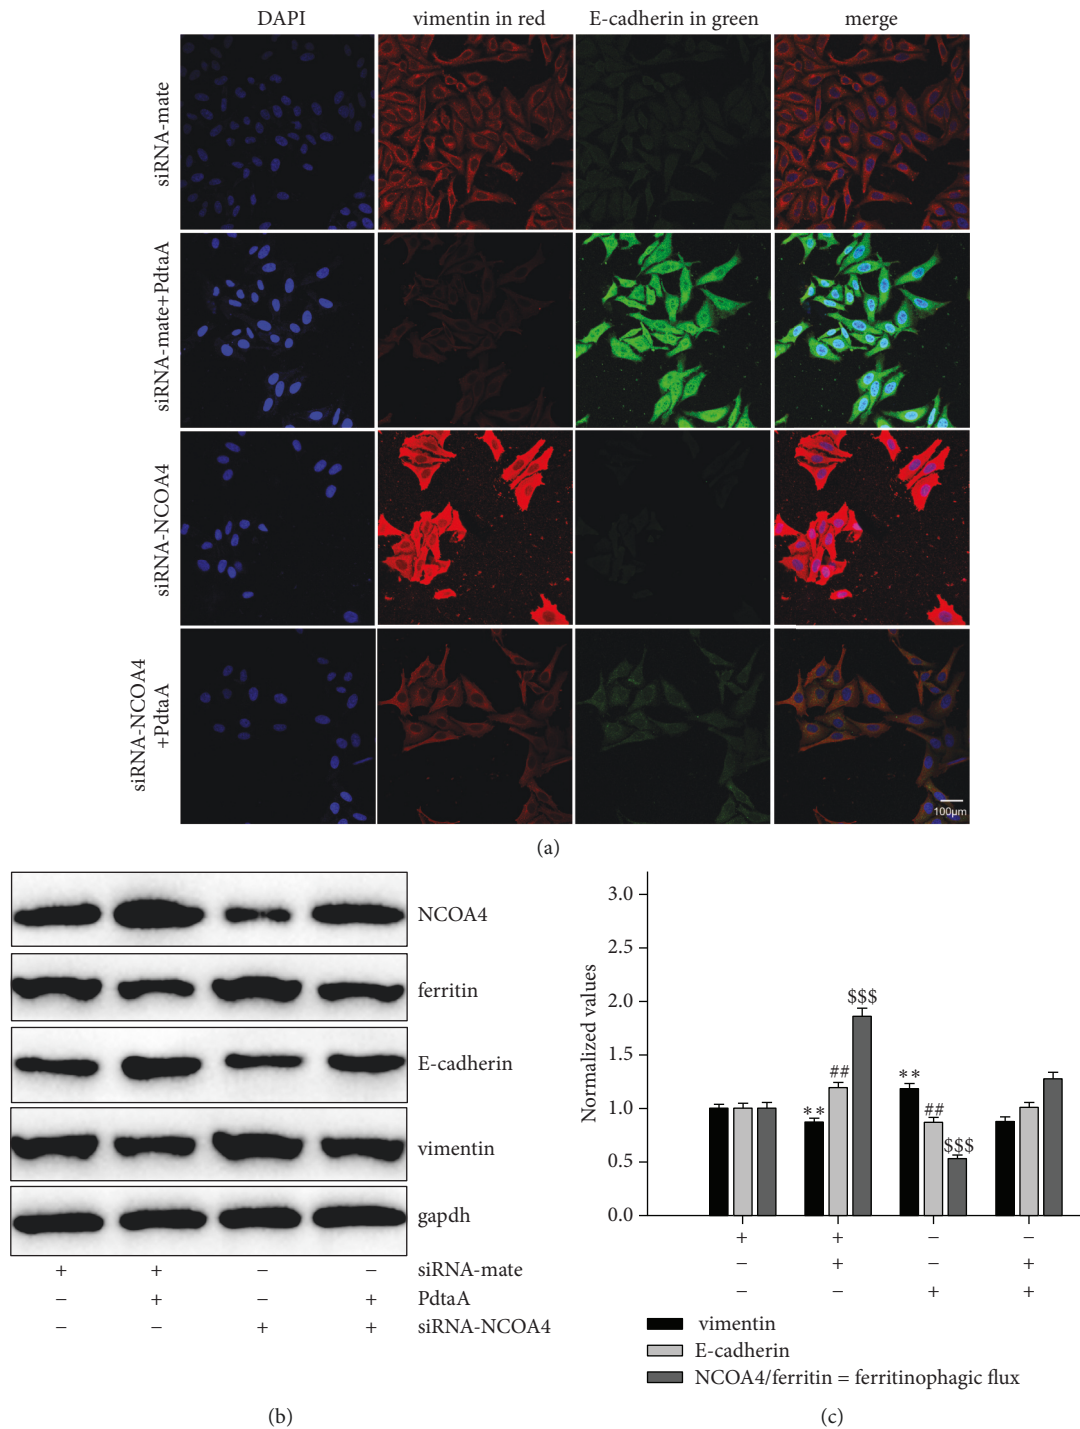 DAPI vimentin in red E-cadherin in green merge
siRNA-mate
siRNA-mate+PdtaA
siRNA-NCOA4
siRNA-NCOA4
+PdtaA
100μm
(a)
NCOA4
ferritin
E-cadherin
vimentin
gapdh
+ + − − siRNA-mate
− + − + PdtaA
− − + + siRNA-NCOA4
(b)
Normalized values
3.0
2.5
2.0
1.5
1.0
0.5
0.0
** ## $$$
** ## $$$
+ + − −
− + − +
− − + +
vimentin
E-cadherin
NCOA4/ferritin = ferritinophagic flux
(c)